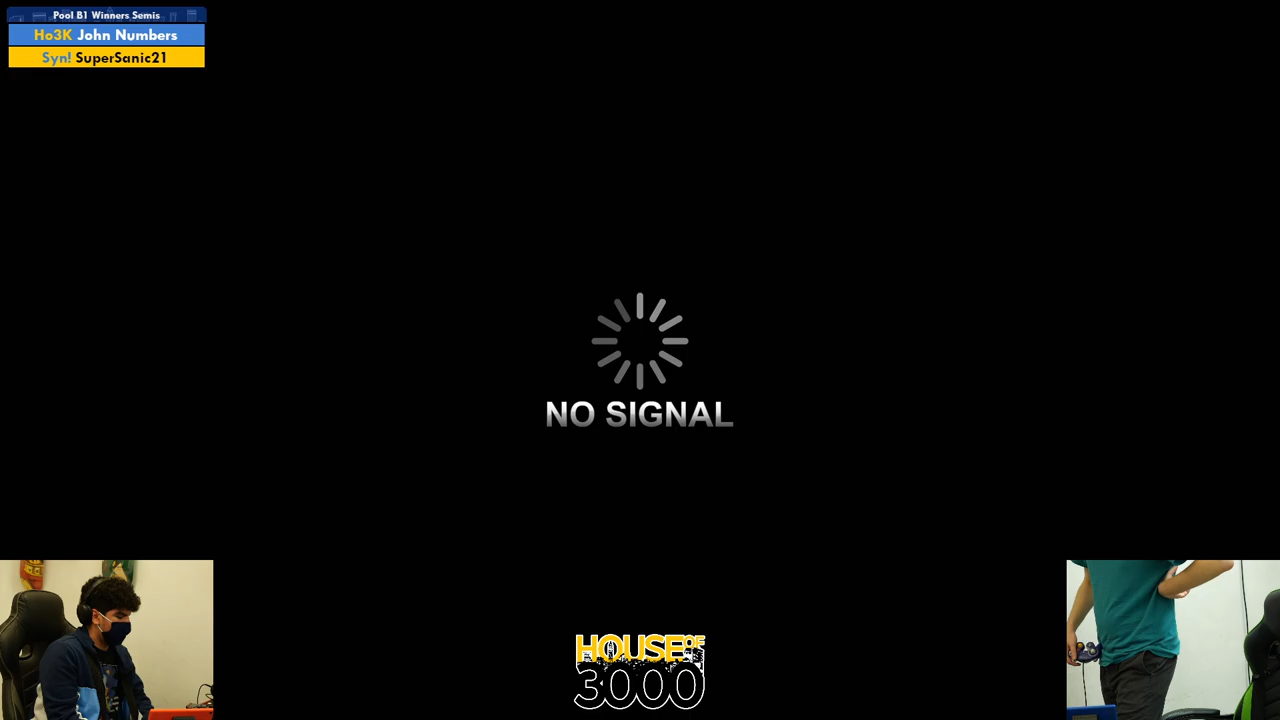 Pool B1 Winners Semis
Ho3K John Numbers
Syn! SuperSanic21
NO SIGNAL
HOUSE OF
3000